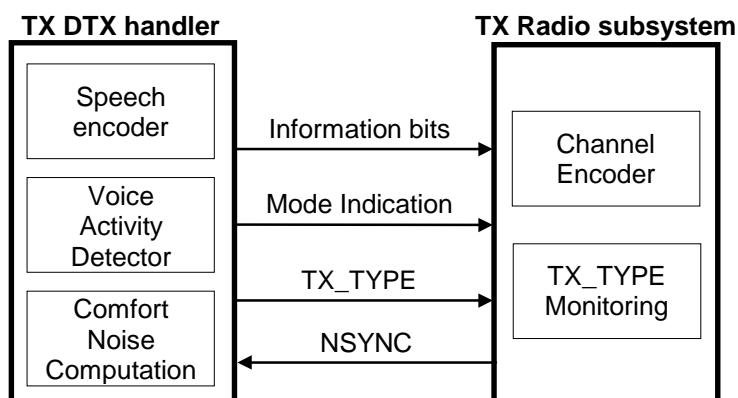 TX DTX handler
TX Radio subsystem
Speech
encoder
Information bits
Channel
Encoder
Voice
Activity
Detector
Mode Indication
TX_TYPE
TX_TYPE
Monitoring
Comfort
Noise
Computation
NSYNC